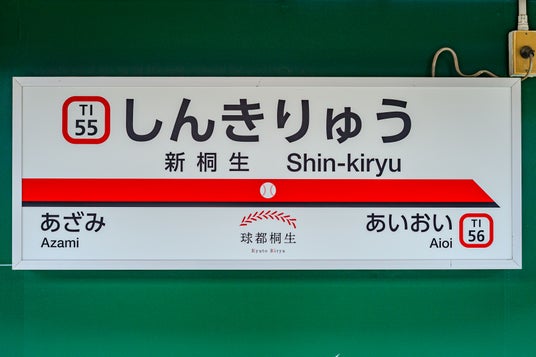 TI
55
しんきりゅう
新桐生 Shin-kiryu
あざみ
Azami
球都桐生
Kyuto Kiryu
あいおい
Aioi
TI
56